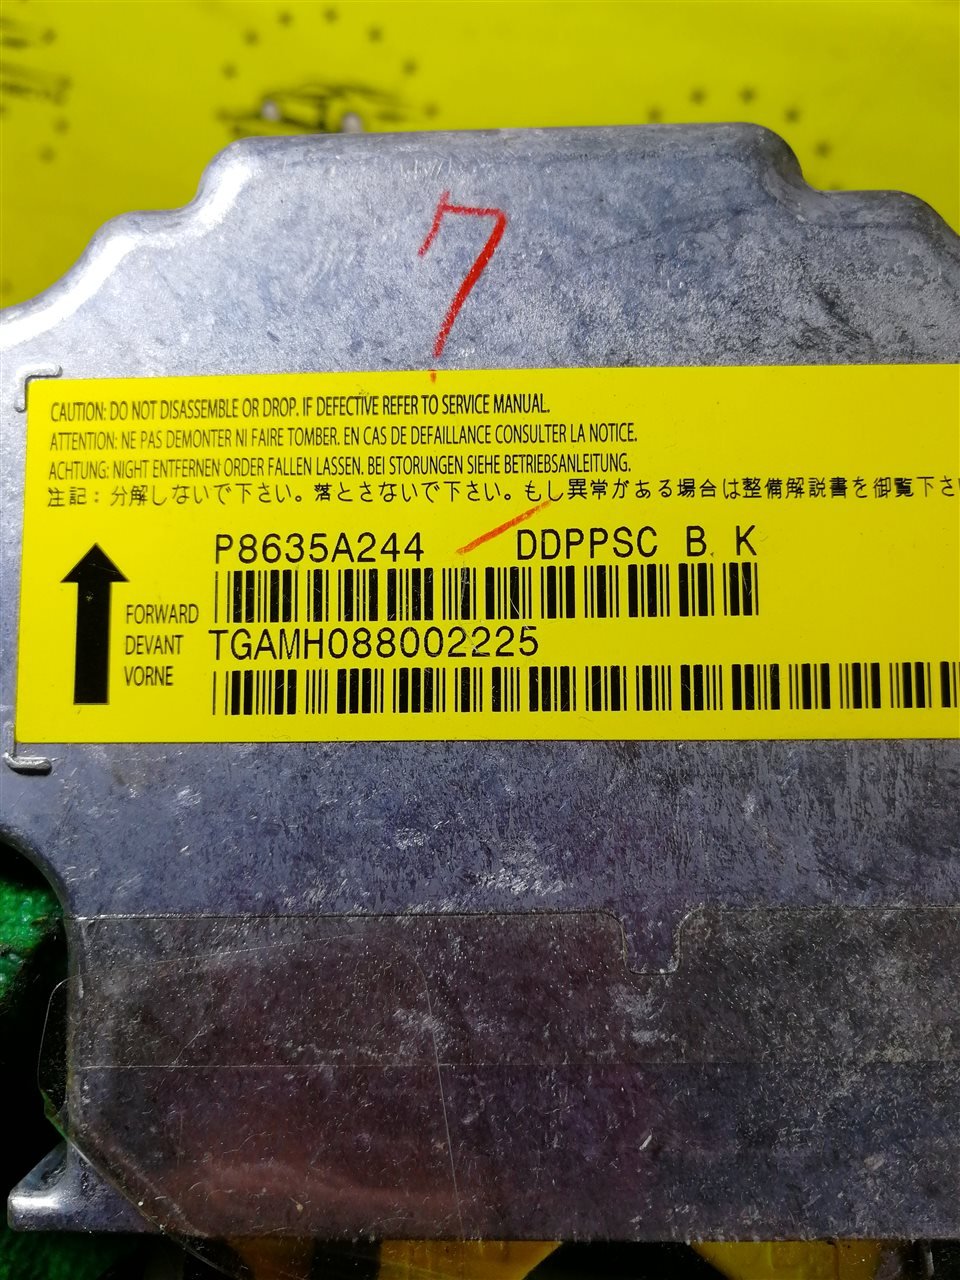 7
CAUTION: DO NOT DISASSEMBLE OR DROP. IF DEFECTIVE REFER TO SERVICE MANUAL.
ATTENTION: NE PAS DEMONTER NI FAIRE TOMBER. EN CAS DE DEFAILLANCE CONSULTER LA NOTICE.
ACHTUNG: NIGHT ENTFERNEN ORDER FALLEN LASSEN. BEI STORUNGEN SIEHE BETRIEBSANLEITUNG.
注記：分解しないで下さい。落とさないで下さい。もし異常がある場合は整備解説書を御覧下さ
P8635A244 DDPPSC B K
FORWARD
DEVANT
VORNE
TGAMH088002225